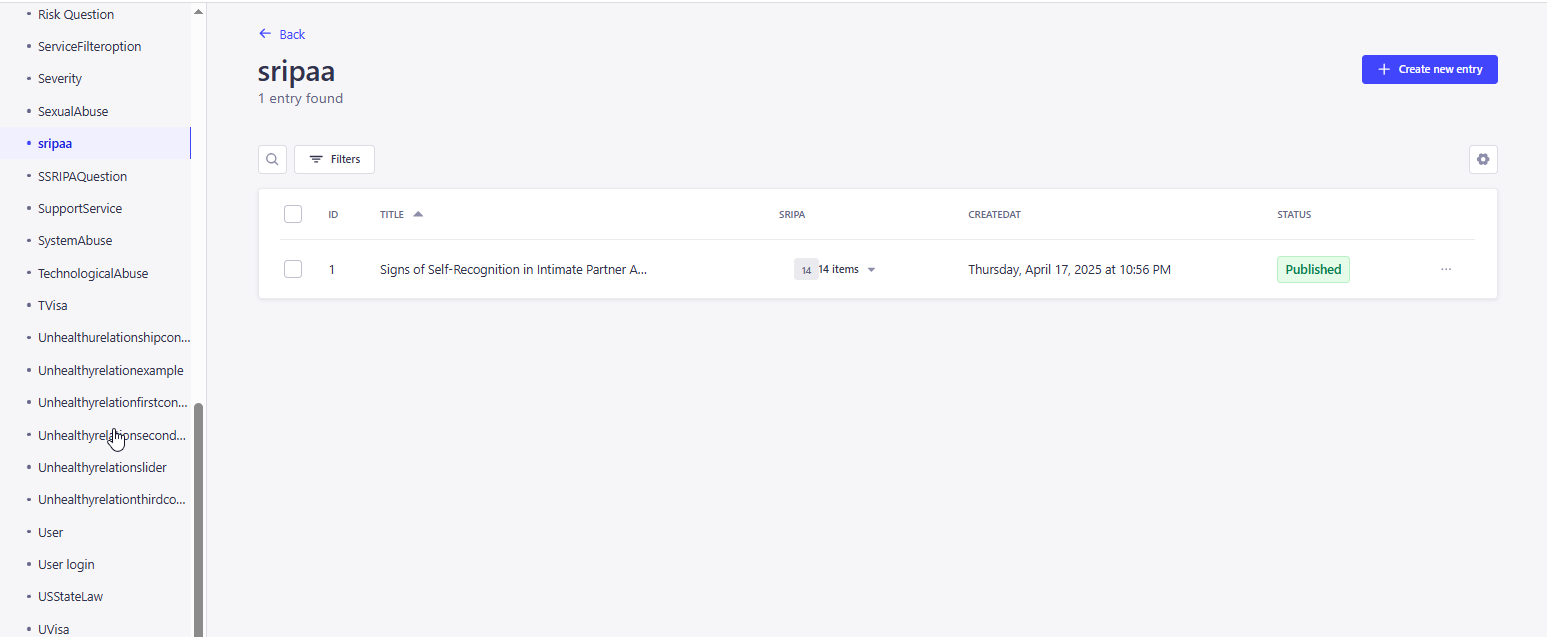 Risk Question
ServiceFilteroption
Severity
SexualAbuse
sripaa
SSRIPAQuestion
SupportService
SystemAbuse
TechnologicalAbuse
TVisa
Unhealthurelationshipcon...
Unhealthyrelationexample
Unhealthyrelationfirstcon...
Unhealthyrelationsecond...
Unhealthyrelationslider
Unhealthyrelationthirdco...
User
User login
USStateLaw
UVisa
Back
sripaa
1 entry found
Create new entry
Filters
ID TITLE SRIPA CREATEDAT STATUS
1 Signs of Self-Recognition in Intimate Partner A... 14 14 items Thursday, April 17, 2025 at 10:56 PM Published ...